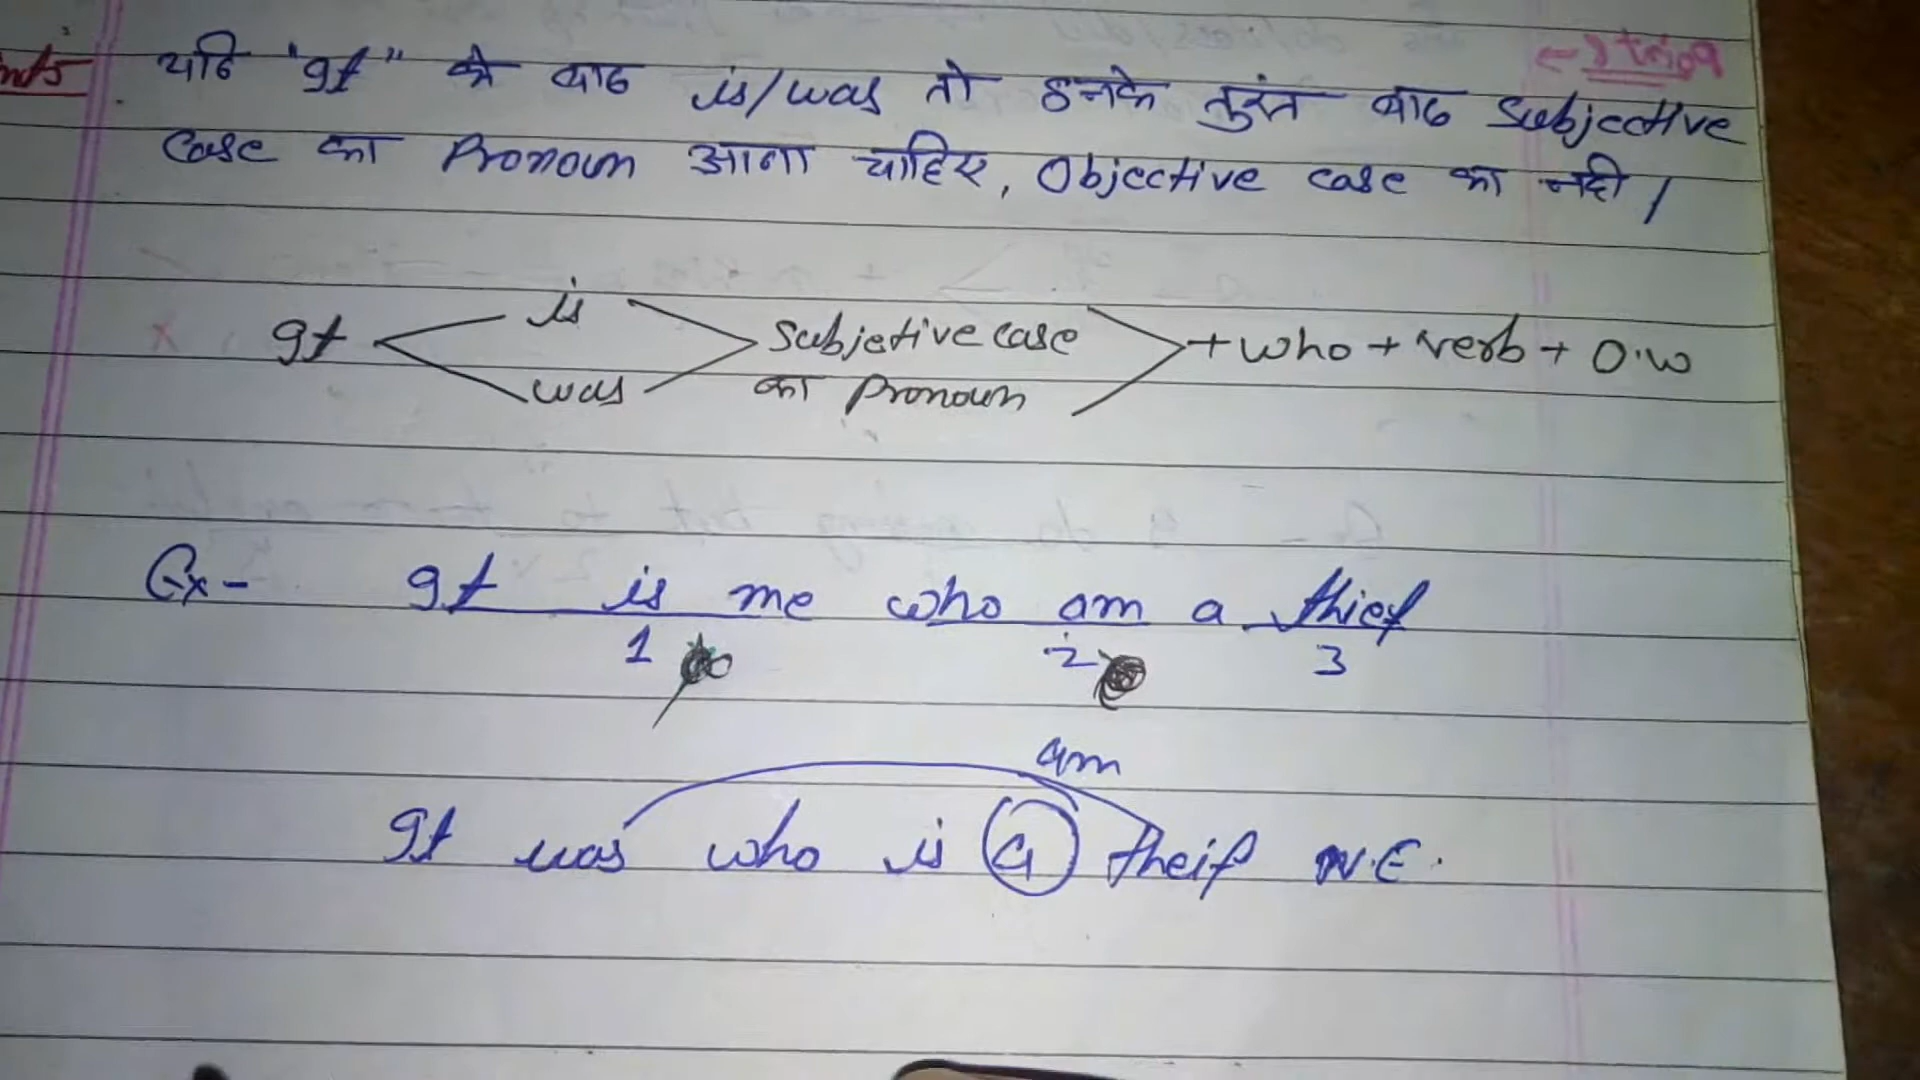 यदि "It" के बाद is/was तो इनके तुरंत बाद Subjective
Case का Pronoun आना चाहिए, Objective case का नही |
is
It Subjective case + who + verb + O.w
was का Pronoun
Ex- It is me who am a thief
1 2 3
am
It was who is a theif N.E.